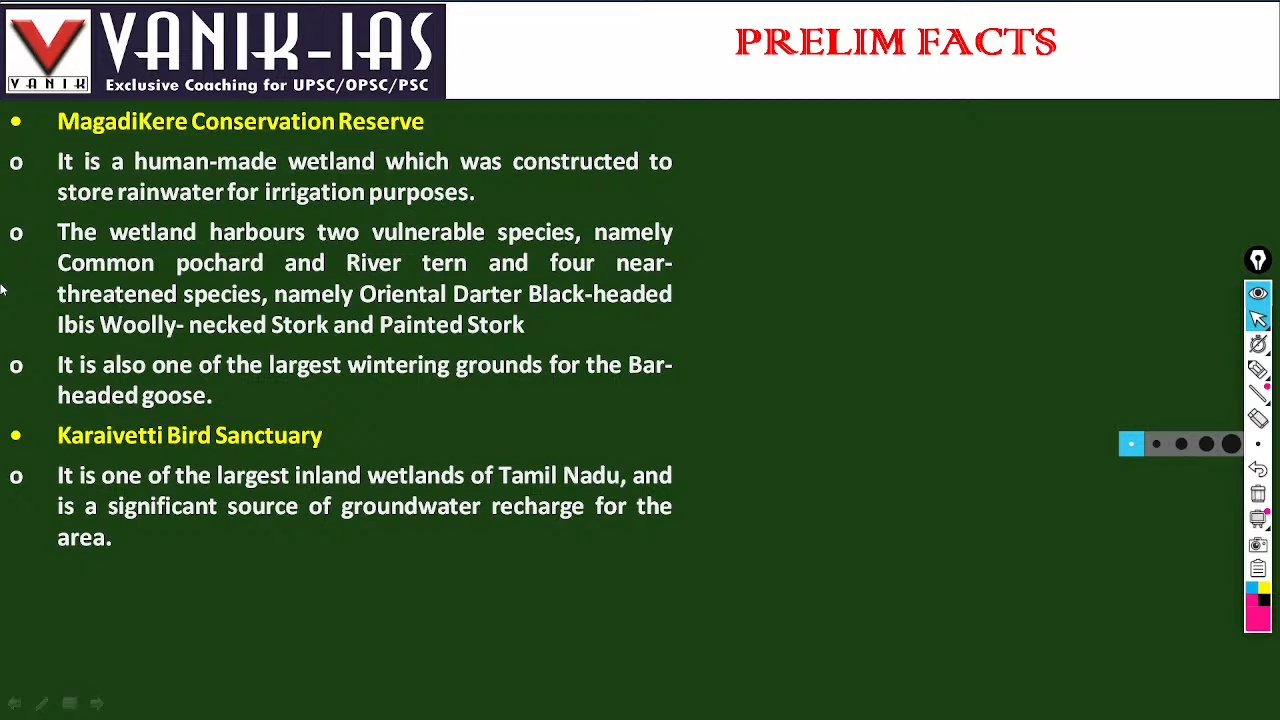 VANIK
VANIK-IAS
Exclusive Coaching for UPSC/OPSC/PSC
PRELIM FACTS
• MagadiKere Conservation Reserve
o It is a human-made wetland which was constructed to
store rainwater for irrigation purposes.
o The wetland harbours two vulnerable species, namely
Common pochard and River tern and four near-
threatened species, namely Oriental Darter Black-headed
Ibis Woolly- necked Stork and Painted Stork
o It is also one of the largest wintering grounds for the Bar-
headed goose.
• Karaivetti Bird Sanctuary
o It is one of the largest inland wetlands of Tamil Nadu, and
is a significant source of groundwater recharge for the
area.